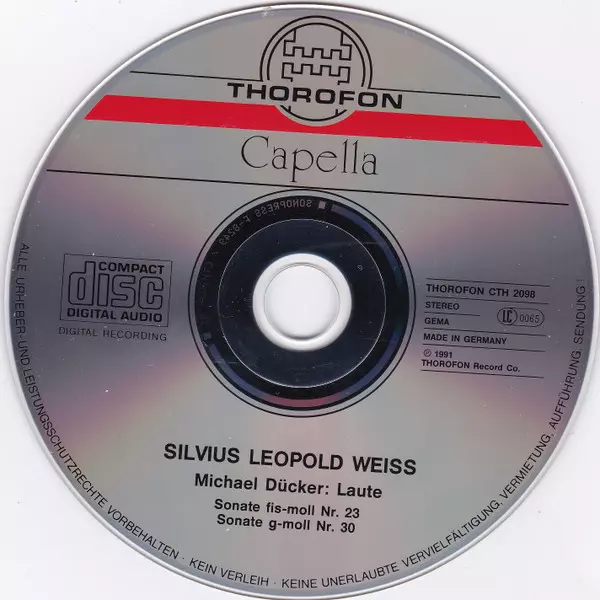 THOROFON
Capella
SONOPRESS
COMPACT
disc
DIGITAL AUDIO
DIGITAL RECORDING
THOROFON CTH 2098
STEREO
LC 0065
GEMA
MADE IN GERMANY
℗ 1991
THOROFON Record Co.
SILVIUS LEOPOLD WEISS
Michael Dücker: Laute
Sonate fis-moll Nr. 23
Sonate g-moll Nr. 30
ALLE URHEBER- UND LEISTUNGSSCHUTZRECHTE VORBEHALTEN · KEIN VERLEIH · KEINE UNERLAUBTE VERVIELFÄLTIGUNG, VERMIETUNG, AUFFÜHRUNG, SENDUNG!